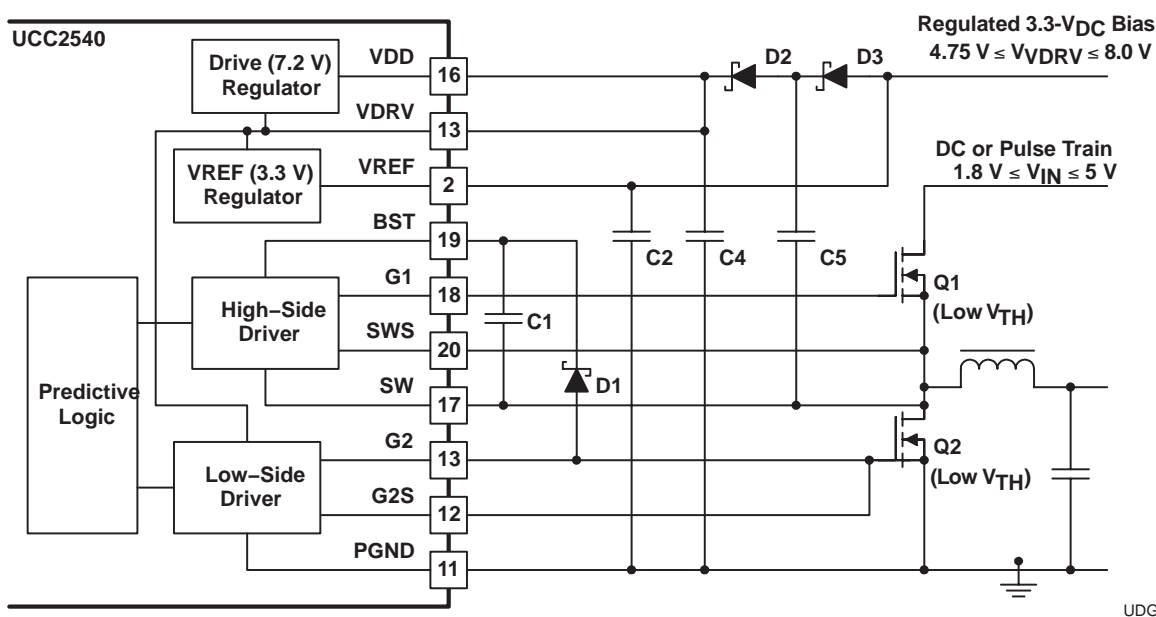 UCC2540
Drive (7.2 V)
Regulator
VDD
16
VDRV
13
VREF (3.3 V)
Regulator
VREF
2
BST
19
G1
18
High–Side
Driver
SWS
20
SW
17
Predictive
Logic
G2
13
Low–Side
Driver
G2S
12
PGND
11
D2
D3
Regulated 3.3-VDC Bias
4.75 V ≤ VVDRV ≤ 8.0 V
DC or Pulse Train
1.8 V ≤ VIN ≤ 5 V
C2
C4
C5
C1
D1
Q1
(Low VTH)
Q2
(Low VTH)
UDG